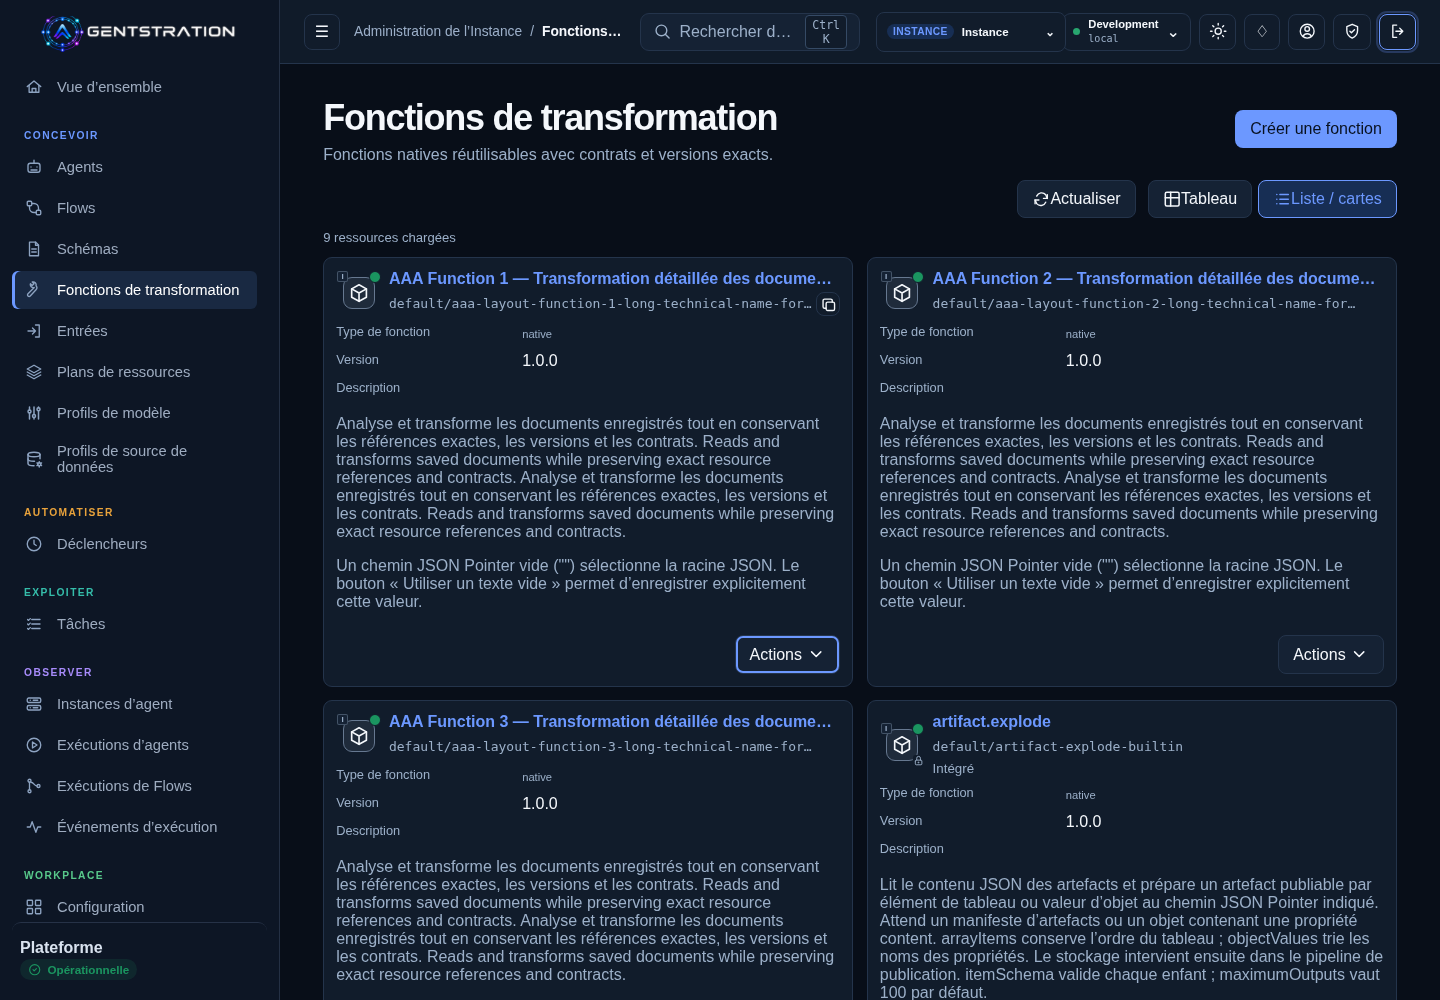 GENTSTRATION
☰
Administration de l'Instance / Fonctions…
Rechercher d…
Ctrl K
INSTANCE Instance
Development
local
Vue d'ensemble
CONCEVOIR
Agents
Flows
Schémas
Fonctions de transformation
Entrées
Plans de ressources
Profils de modèle
Profils de source de
données
AUTOMATISER
Déclencheurs
EXPLOITER
Tâches
OBSERVER
Instances d'agent
Exécutions d'agents
Exécutions de Flows
Événements d'exécution
WORKPLACE
Configuration
Plateforme
Opérationnelle
Fonctions de transformation
Fonctions natives réutilisables avec contrats et versions exacts.
Créer une fonction
Actualiser
Tableau
Liste / cartes
9 ressources chargées
I
AAA Function 1 — Transformation détaillée des docume…
default/aaa-layout-function-1-long-technical-name-for…
Type de fonction native
Version 1.0.0
Description
Analyse et transforme les documents enregistrés tout en conservant
les références exactes, les versions et les contrats. Reads and
transforms saved documents while preserving exact resource
references and contracts. Analyse et transforme les documents
enregistrés tout en conservant les références exactes, les versions et
les contrats. Reads and transforms saved documents while preserving
exact resource references and contracts.
Un chemin JSON Pointer vide ("") sélectionne la racine JSON. Le
bouton « Utiliser un texte vide » permet d'enregistrer explicitement
cette valeur.
Actions
I
AAA Function 2 — Transformation détaillée des docume…
default/aaa-layout-function-2-long-technical-name-for…
Type de fonction native
Version 1.0.0
Description
Analyse et transforme les documents enregistrés tout en conservant
les références exactes, les versions et les contrats. Reads and
transforms saved documents while preserving exact resource
references and contracts. Analyse et transforme les documents
enregistrés tout en conservant les références exactes, les versions et
les contrats. Reads and transforms saved documents while preserving
exact resource references and contracts.
Un chemin JSON Pointer vide ("") sélectionne la racine JSON. Le
bouton « Utiliser un texte vide » permet d'enregistrer explicitement
cette valeur.
Actions
I
AAA Function 3 — Transformation détaillée des docume…
default/aaa-layout-function-3-long-technical-name-for…
Type de fonction native
Version 1.0.0
Description
Analyse et transforme les documents enregistrés tout en conservant
les références exactes, les versions et les contrats. Reads and
transforms saved documents while preserving exact resource
references and contracts. Analyse et transforme les documents
enregistrés tout en conservant les références exactes, les versions et
les contrats. Reads and transforms saved documents while preserving
exact resource references and contracts.
I
artifact.explode
default/artifact-explode-builtin
Intégré
Type de fonction native
Version 1.0.0
Description
Lit le contenu JSON des artefacts et prépare un artefact publiable par
élément de tableau ou valeur d'objet au chemin JSON Pointer indiqué.
Attend un manifeste d'artefacts ou un objet contenant une propriété
content. arrayItems conserve l'ordre du tableau ; objectValues trie les
noms des propriétés. Le stockage intervient ensuite dans le pipeline de
publication. itemSchema valide chaque enfant ; maximumOutputs vaut
100 par défaut.